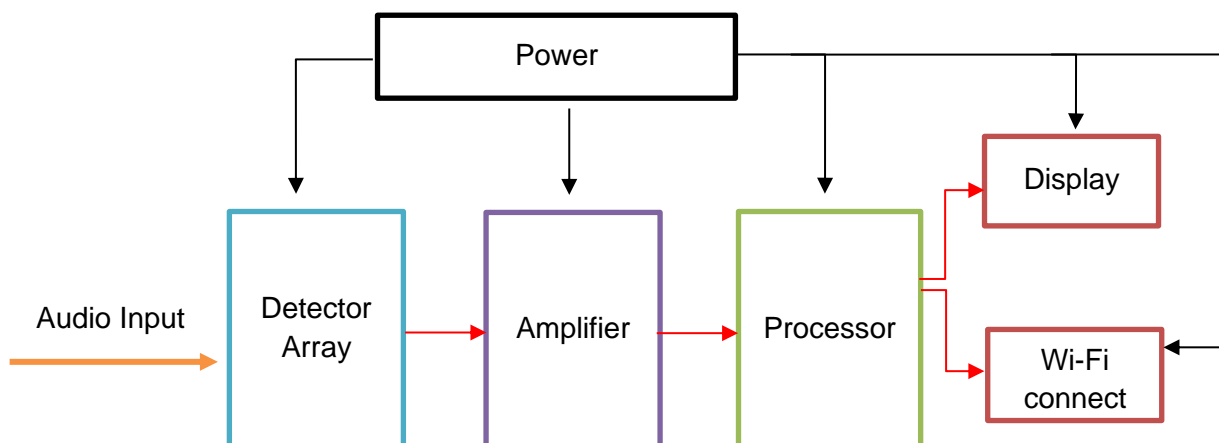 Power
Display
Audio Input
Detector
Array
Amplifier
Processor
Wi-Fi
connect